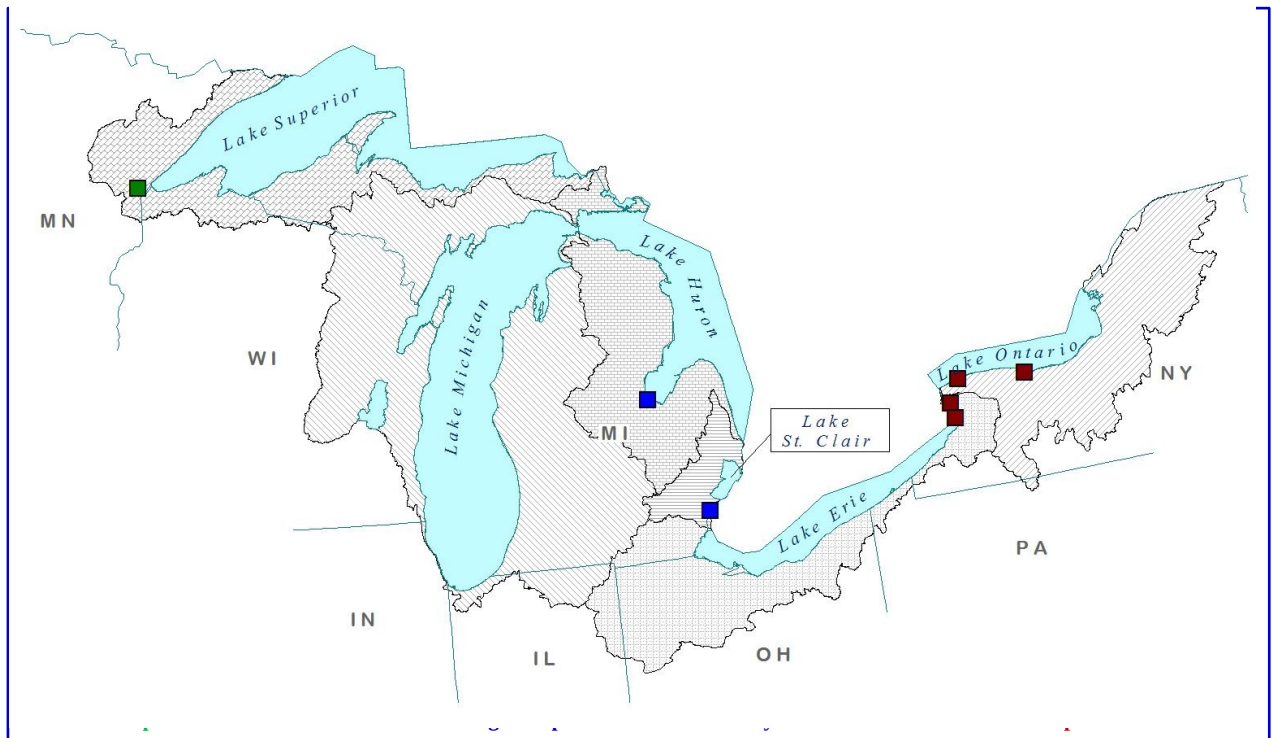 Lake Superior
MN
Lake Huron
WI
Lake Michigan
MI
Lake
St. Clair
Lake Ontario
NY
Lake Erie
PA
IN
IL
OH